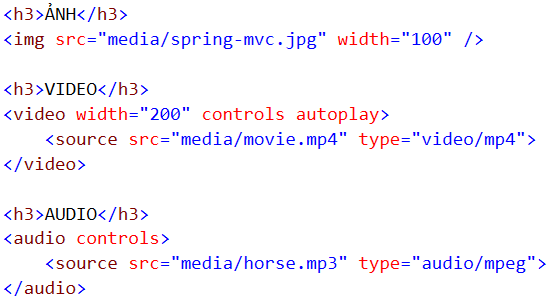 <h3>ẢNH</h3>
<img src="media/spring-mvc.jpg" width="100" />
<h3>VIDEO</h3>
<video width="200" controls autoplay>
<source src="media/movie.mp4" type="video/mp4">
</video>
<h3>AUDIO</h3>
<audio controls>
<source src="media/horse.mp3" type="audio/mpeg">
</audio>